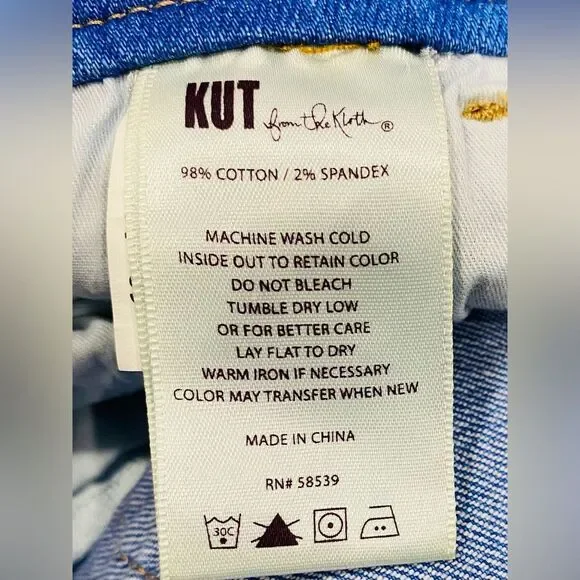 KUT from the Kloth ®
98% COTTON / 2% SPANDEX
MACHINE WASH COLD
INSIDE OUT TO RETAIN COLOR
DO NOT BLEACH
TUMBLE DRY LOW
OR FOR BETTER CARE
LAY FLAT TO DRY
WARM IRON IF NECESSARY
COLOR MAY TRANSFER WHEN NEW
MADE IN CHINA
RN# 58539
30C